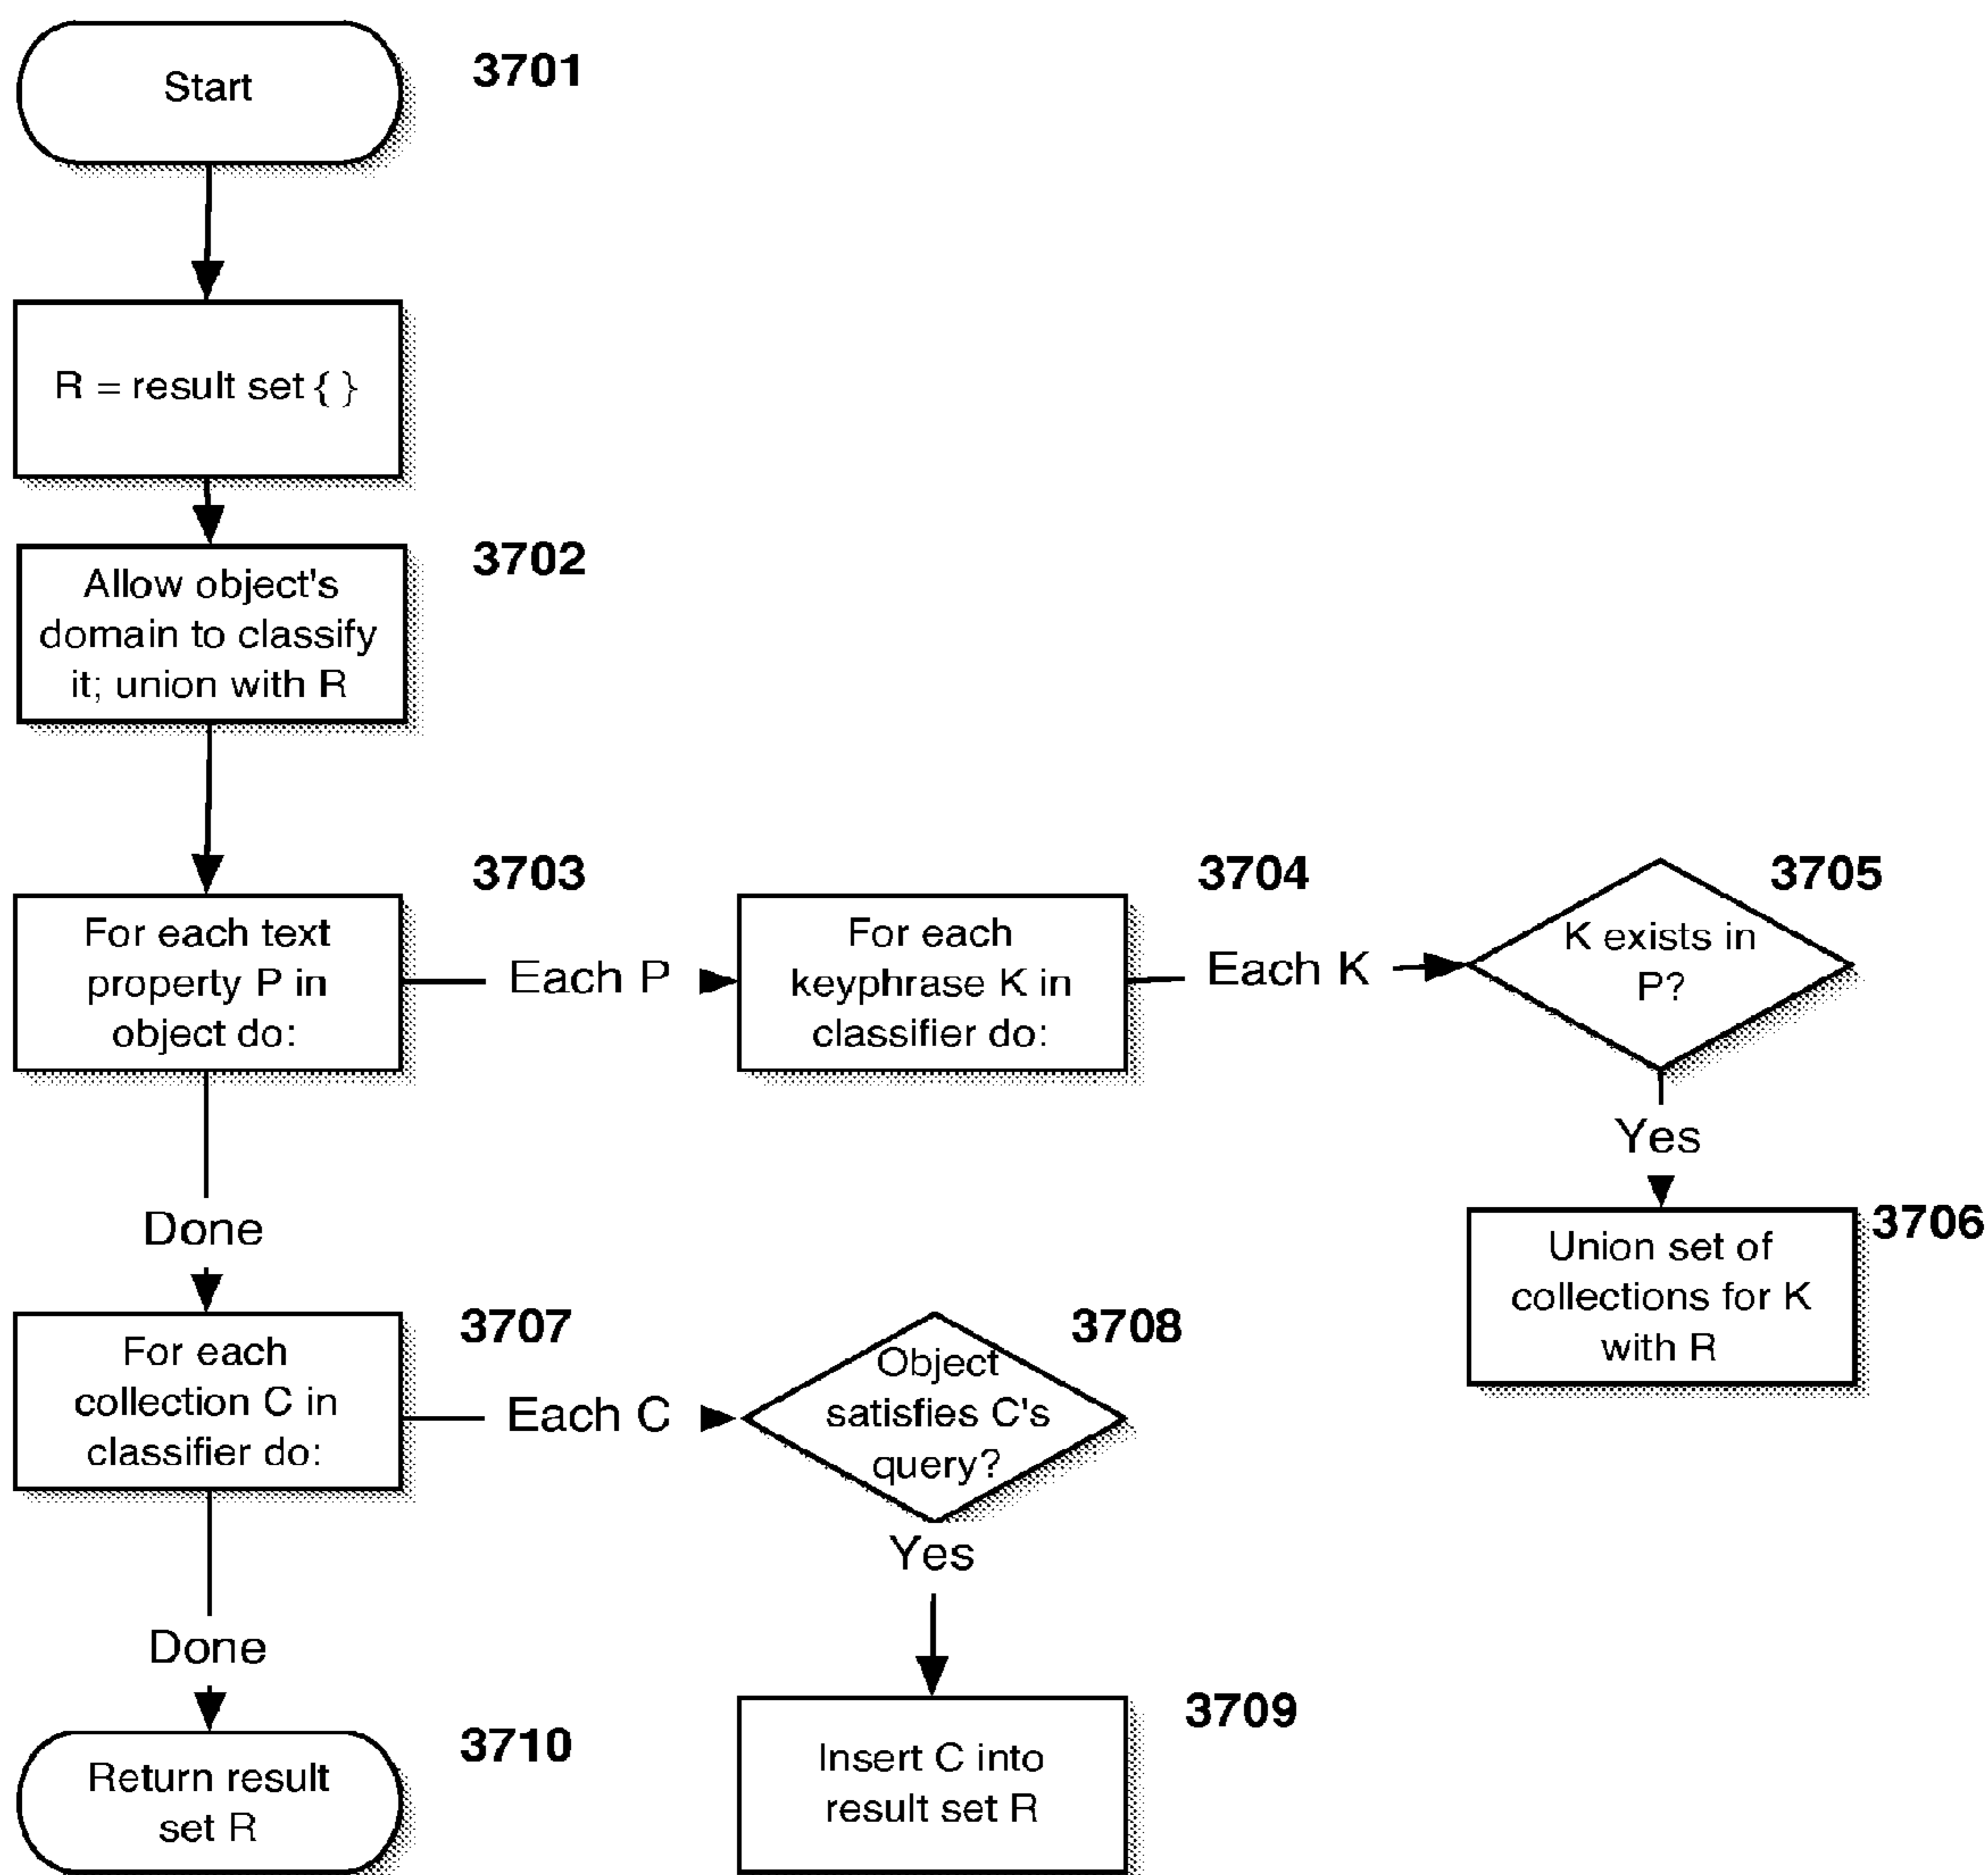 Start
3701
R = result set { }
3702
Allow object's
domain to classify
it; union with R
3703
For each text
property P in
object do:
Each P
3704
For each
keyphrase K in
classifier do:
Each K
3705
K exists in
P?
Yes
3706
Union set of
collections for K
with R
Done
3707
For each
collection C in
classifier do:
Each C
3708
Object
satisfies C's
query?
Yes
3709
Insert C into
result set R
Done
3710
Return result
set R